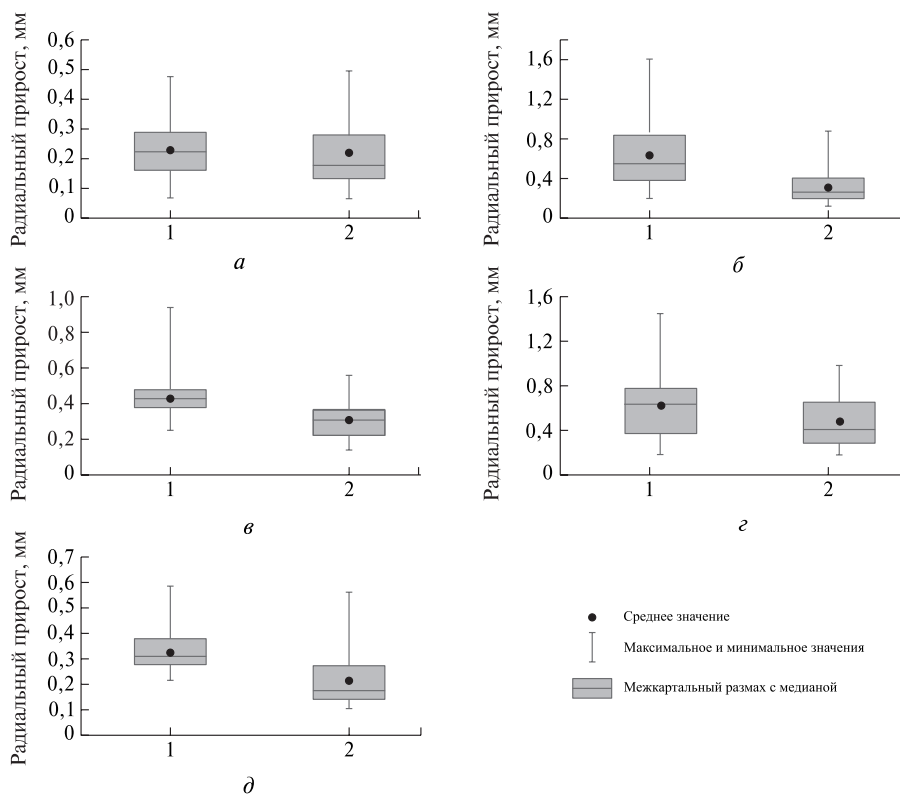 Радиальный прирост, мм
0,6
0,5
0,4
0,3
0,2
0,1
0
1 2
а
Радиальный прирост, мм
1,6
1,2
0,8
0,4
0
1 2
б
Радиальный прирост, мм
1,0
0,8
0,6
0,4
0,2
0
1 2
в
Радиальный прирост, мм
1,6
1,2
0,8
0,4
0
1 2
г
Радиальный прирост, мм
0,7
0,6
0,5
0,4
0,3
0,2
0,1
0
1 2
д
Среднее значение
Максимальное и минимальное значения
Межкартальный размах с медианой